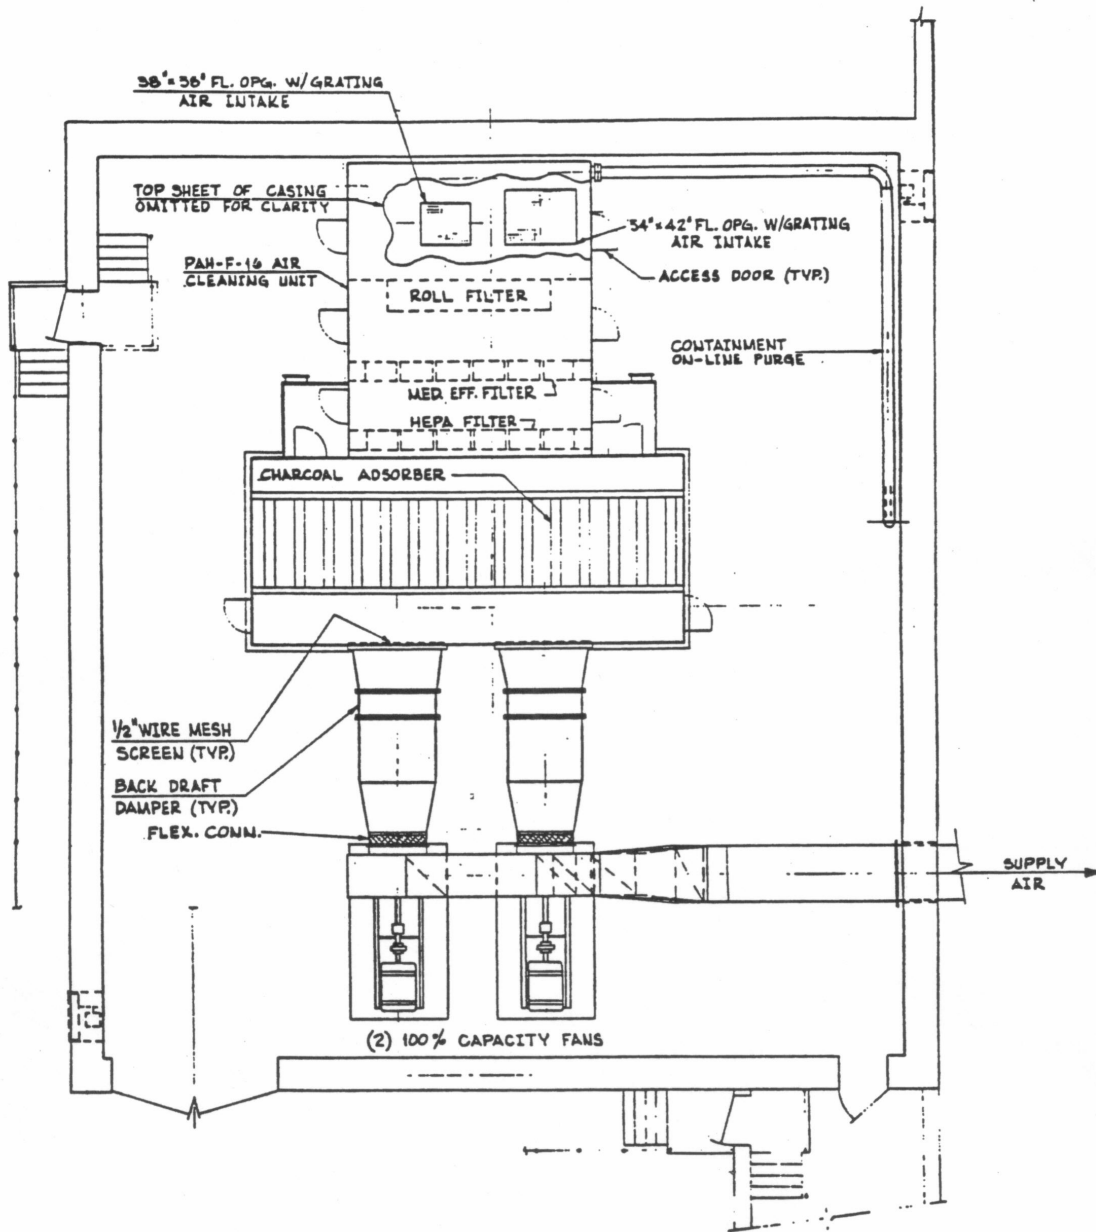 38"x38" FL. OPG. W/GRATING
AIR INTAKE
TOP SHEET OF CASING
OMITTED FOR CLARITY
54"x42" FL. OPG. W/GRATING
AIR INTAKE
PAH-F-16 AIR
CLEANING UNIT
ACCESS DOOR (TYP.)
ROLL FILTER
CONTAINMENT
ON-LINE PURGE
MED. EFF. FILTER
HEPA FILTER
CHARCOAL ADSORBER
1/2" WIRE MESH
SCREEN (TYP.)
BACK DRAFT
DAMPER (TYP.)
FLEX. CONN.
SUPPLY
AIR
(2) 100% CAPACITY FANS